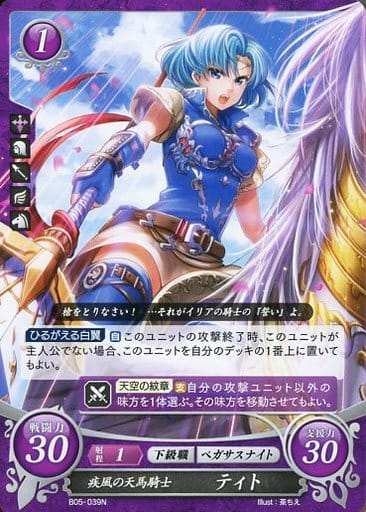 1
槍をとりなさい! …それがイリアの騎士の『誓い』よ。
ひるがえる白翼 自 このユニットの攻撃終了時、このユニットが
主人公でない場合、このユニットを自分のデッキの1番上に置いて
もよい。
天空の紋章 支 自分の攻撃ユニット以外の
味方を1体選ぶ。その味方を移動させてもよい。
戦闘力
30
射程 1
下級職
ペガサスナイト
支援力
30
疾風の天馬騎士 ティト
B05-039N
Illust:茶ちえ